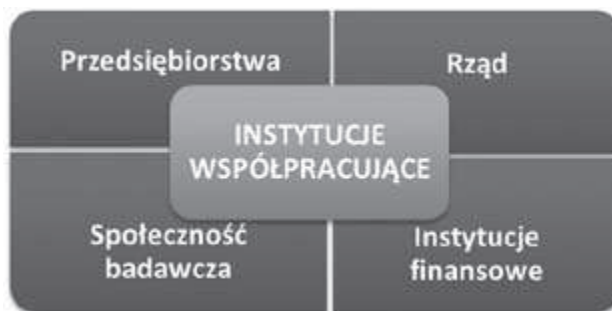 Przedsiębiorstwa
Rząd
INSTYTUCJE
WSPÓŁPRACUJĄCE
Społeczność
badawcza
Instytucje
finansowe